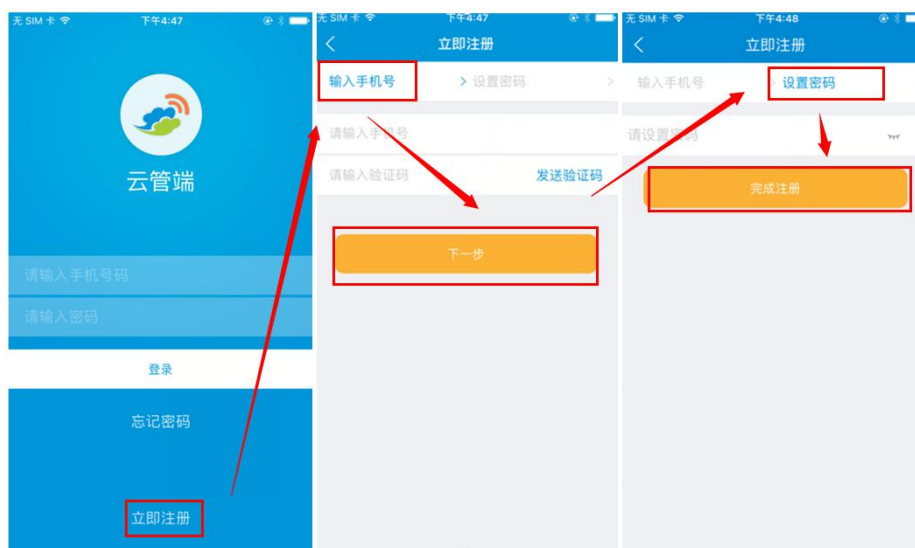 无 SIM 卡
下午4:47
云管端
请输入手机号码
请输入密码
登录
忘记密码
立即注册
无 SIM 卡
下午4:47
立即注册
输入手机号
设置密码
请输入手机号
请输入验证码
发送验证码
下一步
无 SIM 卡
下午4:48
立即注册
输入手机号
设置密码
请设置密码
完成注册